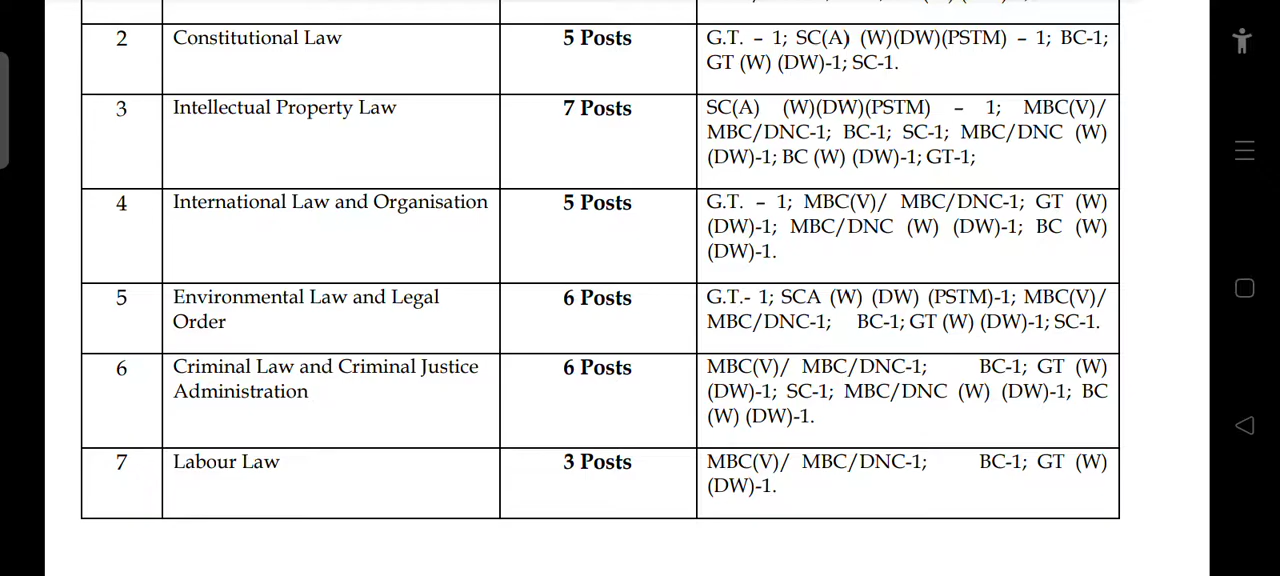 2 Constitutional Law 5 Posts G.T. – 1; SC(A) (W)(DW)(PSTM) – 1; BC-1;
GT (W) (DW)-1; SC-1.
3 Intellectual Property Law 7 Posts SC(A) (W)(DW)(PSTM) – 1; MBC(V)/
MBC/DNC-1; BC-1; SC-1; MBC/DNC (W)
(DW)-1; BC (W) (DW)-1; GT-1;
4 International Law and Organisation 5 Posts G.T. – 1; MBC(V)/ MBC/DNC-1; GT (W)
(DW)-1; MBC/DNC (W) (DW)-1; BC (W)
(DW)-1.
5 Environmental Law and Legal 6 Posts G.T.- 1; SCA (W) (DW) (PSTM)-1; MBC(V)/
Order MBC/DNC-1; BC-1; GT (W) (DW)-1; SC-1.
6 Criminal Law and Criminal Justice 6 Posts MBC(V)/ MBC/DNC-1; BC-1; GT (W)
Administration (DW)-1; SC-1; MBC/DNC (W) (DW)-1; BC
(W) (DW)-1.
7 Labour Law 3 Posts MBC(V)/ MBC/DNC-1; BC-1; GT (W)
(DW)-1.